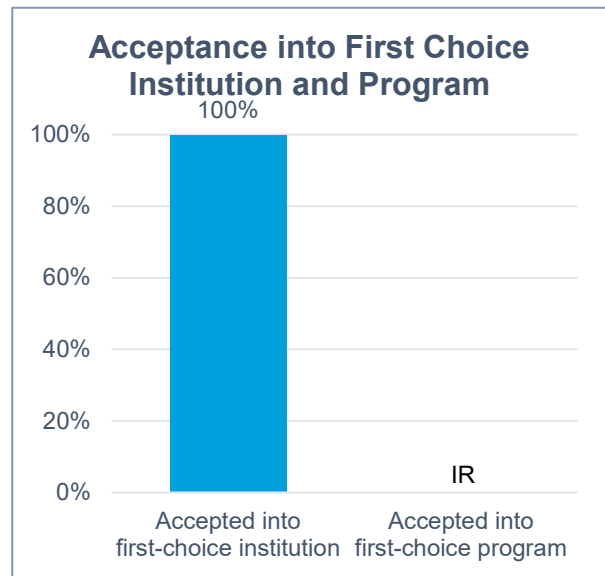 Acceptance into First Choice
Institution and Program
100%
100%
80%
60%
40%
20%
0%
IR
Accepted into
first-choice institution
Accepted into
first-choice program